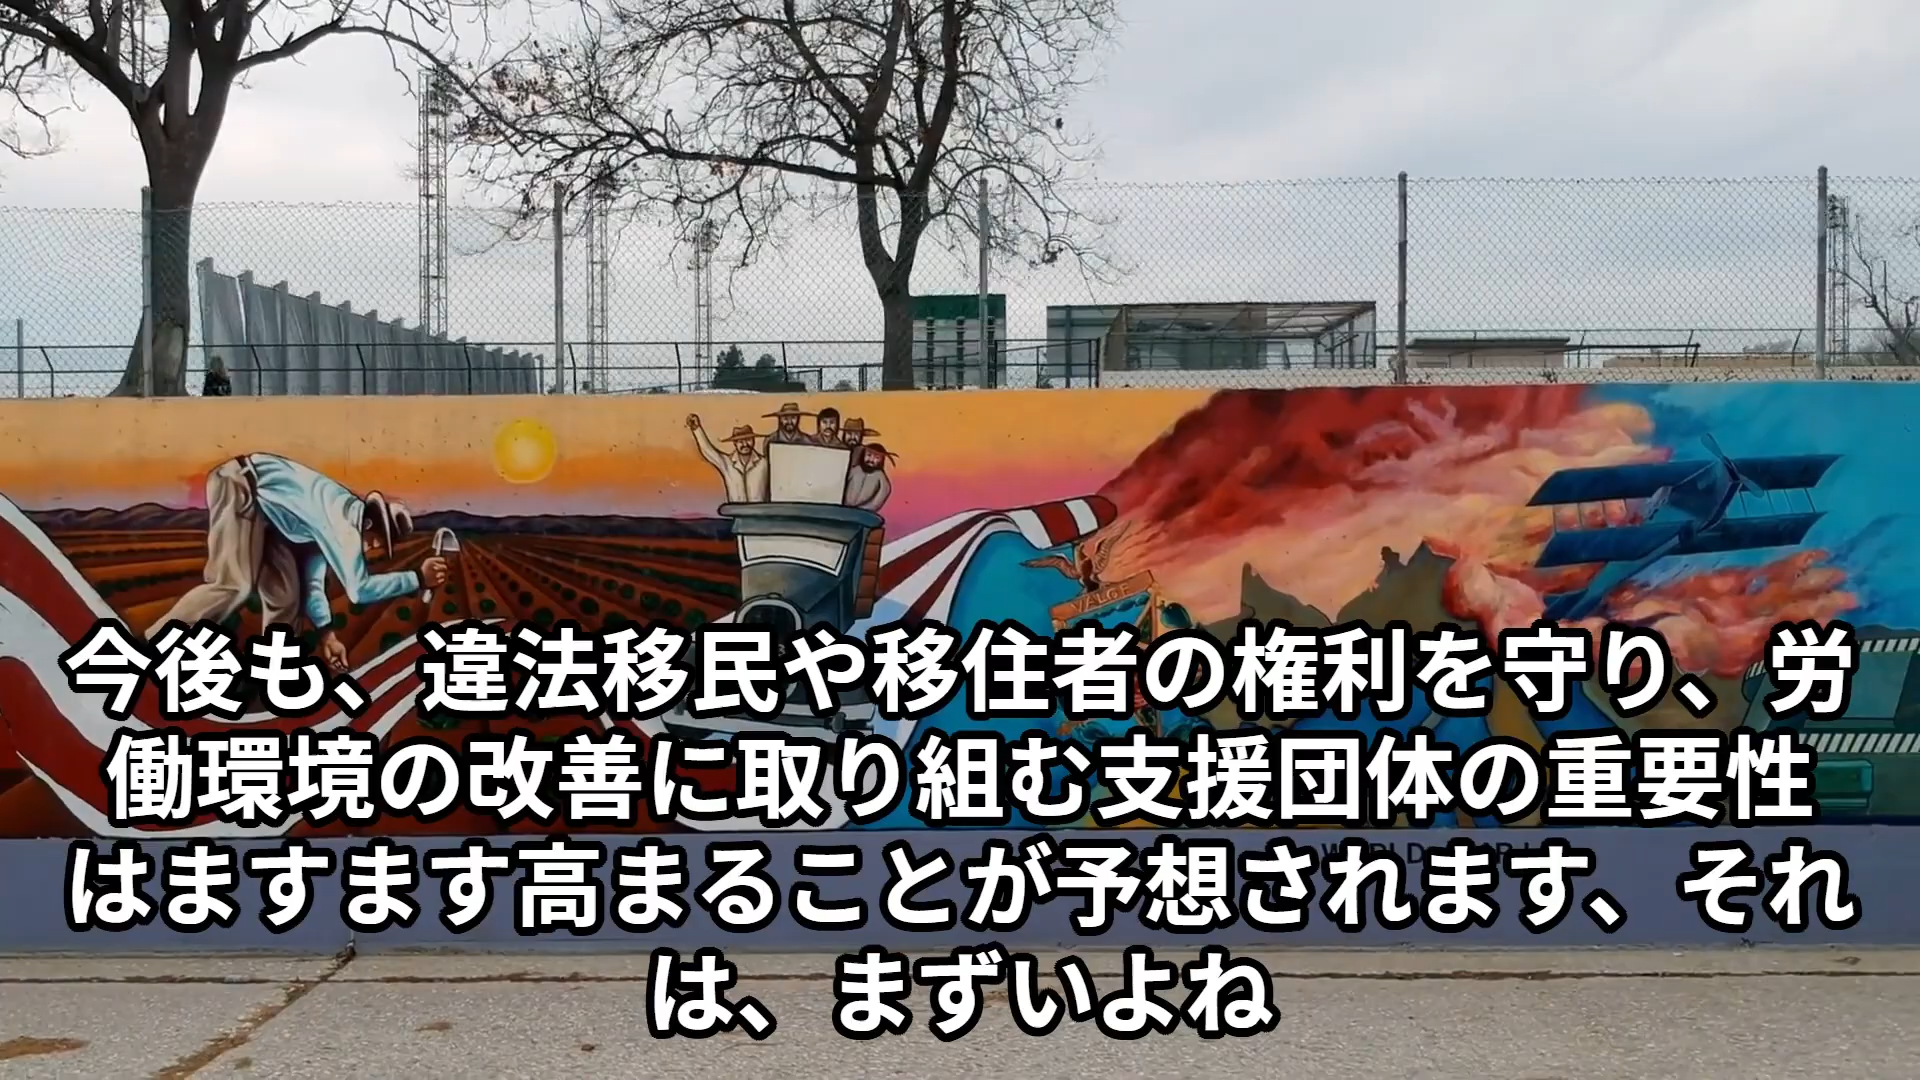 VALOR
今後も、違法移民や移住者の権利を守り、労
働環境の改善に取り組む支援団体の重要性
はますます高まることが予想されます、それ
は、まずいよね